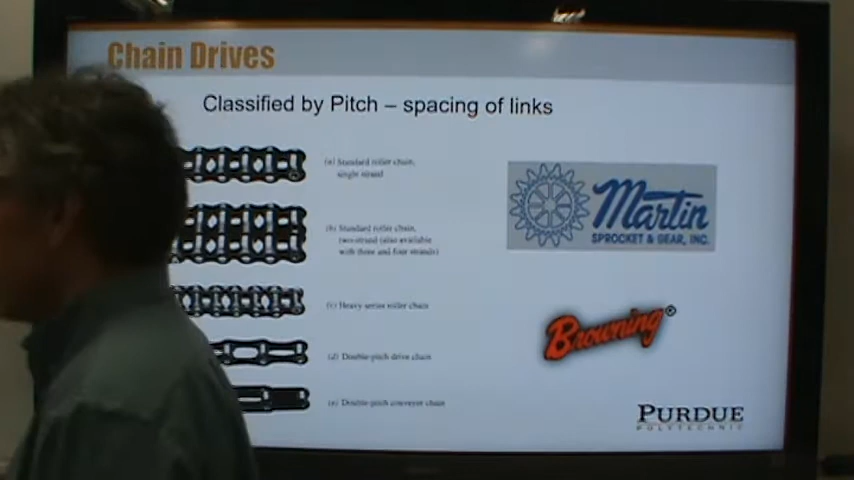 Chain Drives
Classified by Pitch – spacing of links
(a) Standard roller chain,
single strand
(b) Standard roller chain,
two-strand (also available
with three and four strands)
(c) Heavy series roller chain
(d) Double-pitch drive chain
(e) Double-pitch conveyor chain
Martin
SPROCKET & GEAR, INC.
Browning®
PURDUE
POLYTECHNIC